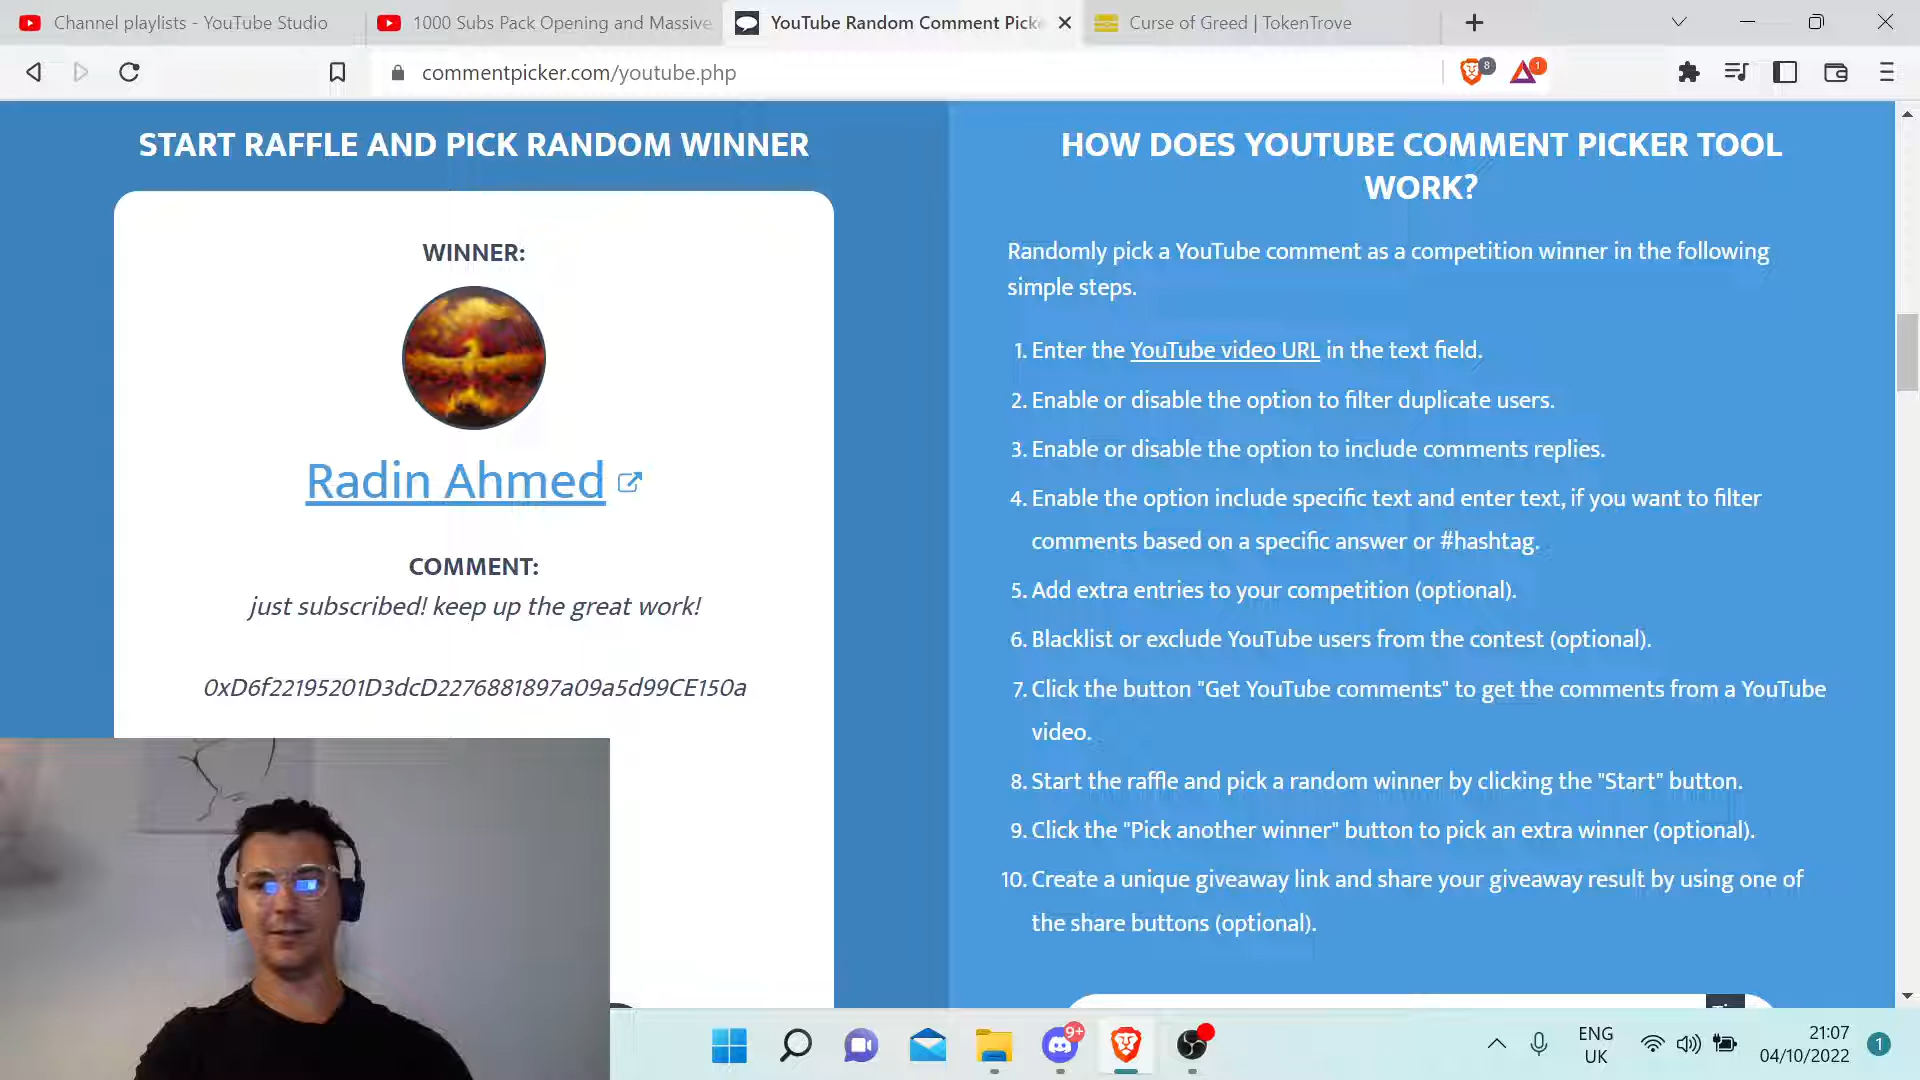 Channel playlists - YouTube Studio
1000 Subs Pack Opening and Massive
YouTube Random Comment Picke
Curse of Greed | TokenTrove
commentpicker.com/youtube.php
8
1
START RAFFLE AND PICK RANDOM WINNER
WINNER:
Radin Ahmed
COMMENT:
just subscribed! keep up the great work!
0xD6f22195201D3dcD2276881897a09a5d99CE150a
HOW DOES YOUTUBE COMMENT PICKER TOOL
WORK?
Randomly pick a YouTube comment as a competition winner in the following
simple steps.
1. Enter the YouTube video URL in the text field.
2. Enable or disable the option to filter duplicate users.
3. Enable or disable the option to include comments replies.
4. Enable the option include specific text and enter text, if you want to filter
comments based on a specific answer or #hashtag.
5. Add extra entries to your competition (optional).
6. Blacklist or exclude YouTube users from the contest (optional).
7. Click the button "Get YouTube comments" to get the comments from a YouTube
video.
8. Start the raffle and pick a random winner by clicking the "Start" button.
9. Click the "Pick another winner" button to pick an extra winner (optional).
10. Create a unique giveaway link and share your giveaway result by using one of
the share buttons (optional).
9+
ENG
UK
21:07
04/10/2022
1